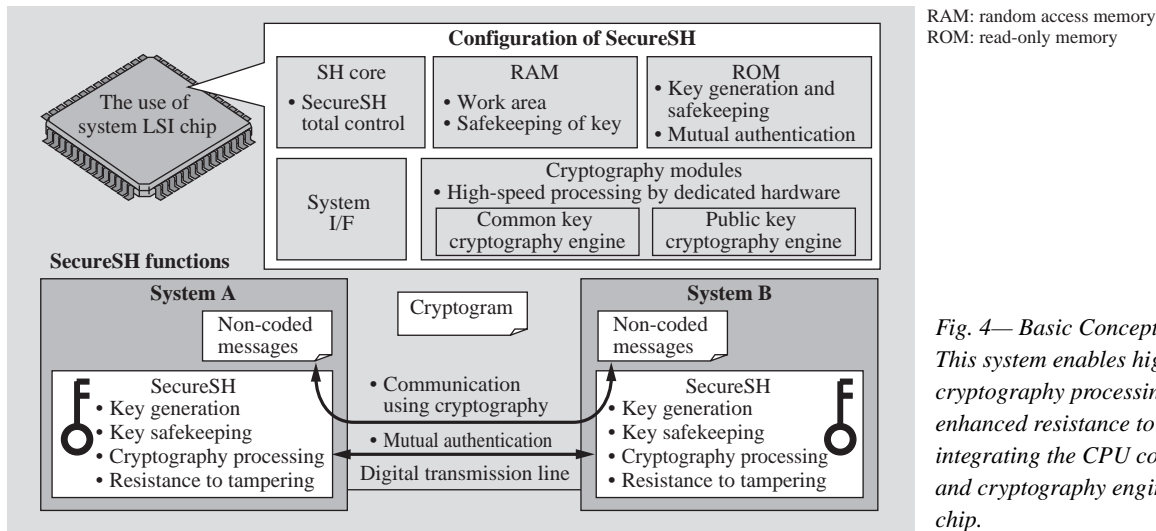 RAM: random access memory
ROM: read-only memory
Configuration of SecureSH
The use of
system LSI chip
SH core
• SecureSH
total control
RAM
• Work area
• Safekeeping of key
ROM
• Key generation and
safekeeping
• Mutual authentication
System
I/F
Cryptography modules
• High-speed processing by dedicated hardware
Common key
cryptography engine
Public key
cryptography engine
SecureSH functions
System A
Non-coded
messages
SecureSH
• Key generation
• Key safekeeping
• Cryptography processing
• Resistance to tampering
Cryptogram
• Communication
using cryptography
• Mutual authentication
Digital transmission line
System B
Non-coded
messages
SecureSH
• Key generation
• Key safekeeping
• Cryptography processing
• Resistance to tampering
Fig. 4— Basic Concept
This system enables hig
cryptography processin
enhanced resistance to
integrating the CPU co
and cryptography engin
chip.